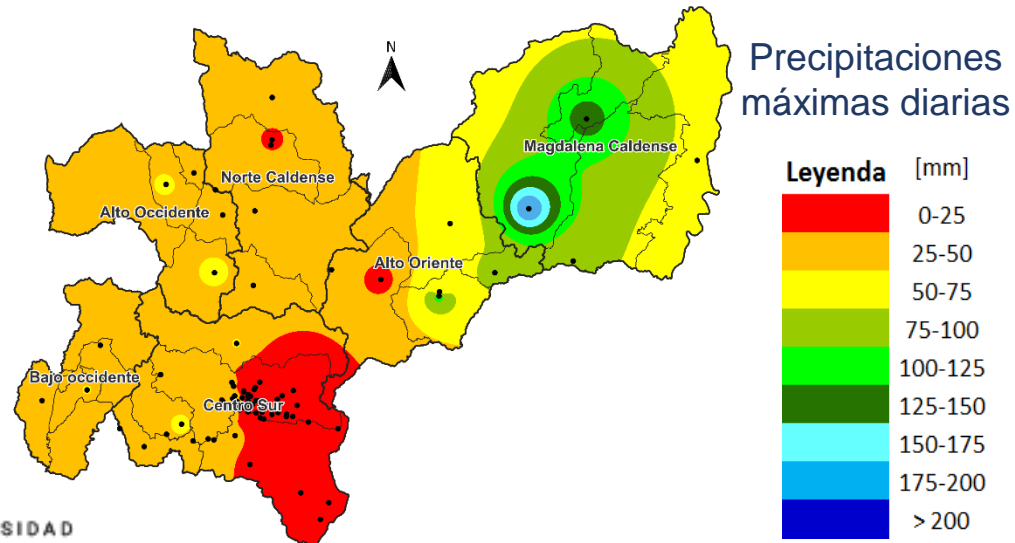 N
Precipitaciones
máximas diarias
Magdalena Caldense
Norte Caldense
Alto Occidente
Alto Oriente
Bajo occidente
Centro Sur
Leyenda [mm]
0-25
25-50
50-75
75-100
100-125
125-150
150-175
175-200
> 200
SIDAD